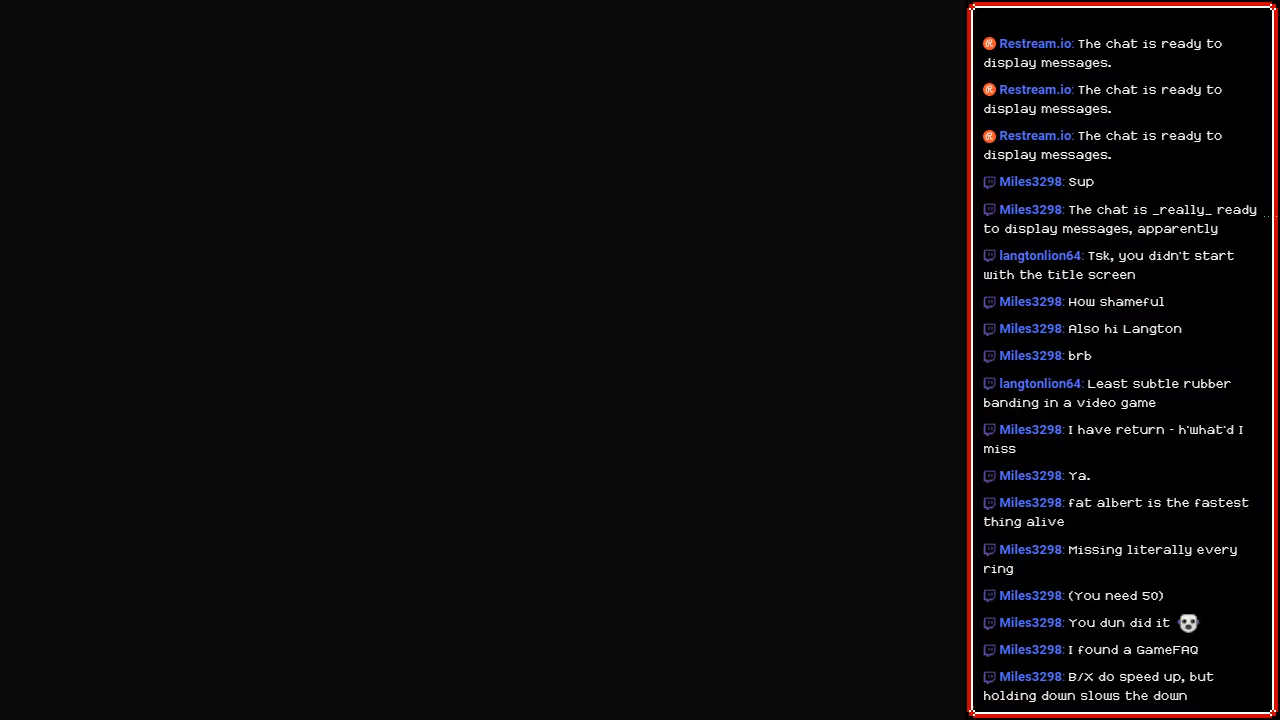 Restream.io: The chat is ready to
display messages.
Restream.io: The chat is ready to
display messages.
Restream.io: The chat is ready to
display messages.
Miles3298: Sup
Miles3298: The chat is _really_ ready
to display messages, apparently
langtonlion64: Tsk, you didn't start
with the title screen
Miles3298: How shameful
Miles3298: Also hi Langton
Miles3298: brb
langtonlion64: Least subtle rubber
banding in a video game
Miles3298: I have return - h'what'd I
miss
Miles3298: Ya.
Miles3298: fat albert is the fastest
thing alive
Miles3298: Missing literally every
ring
Miles3298: (You need 50)
Miles3298: You dun did it
Miles3298: I found a GameFAQ
Miles3298: B/X do speed up, but
holding down slows the down